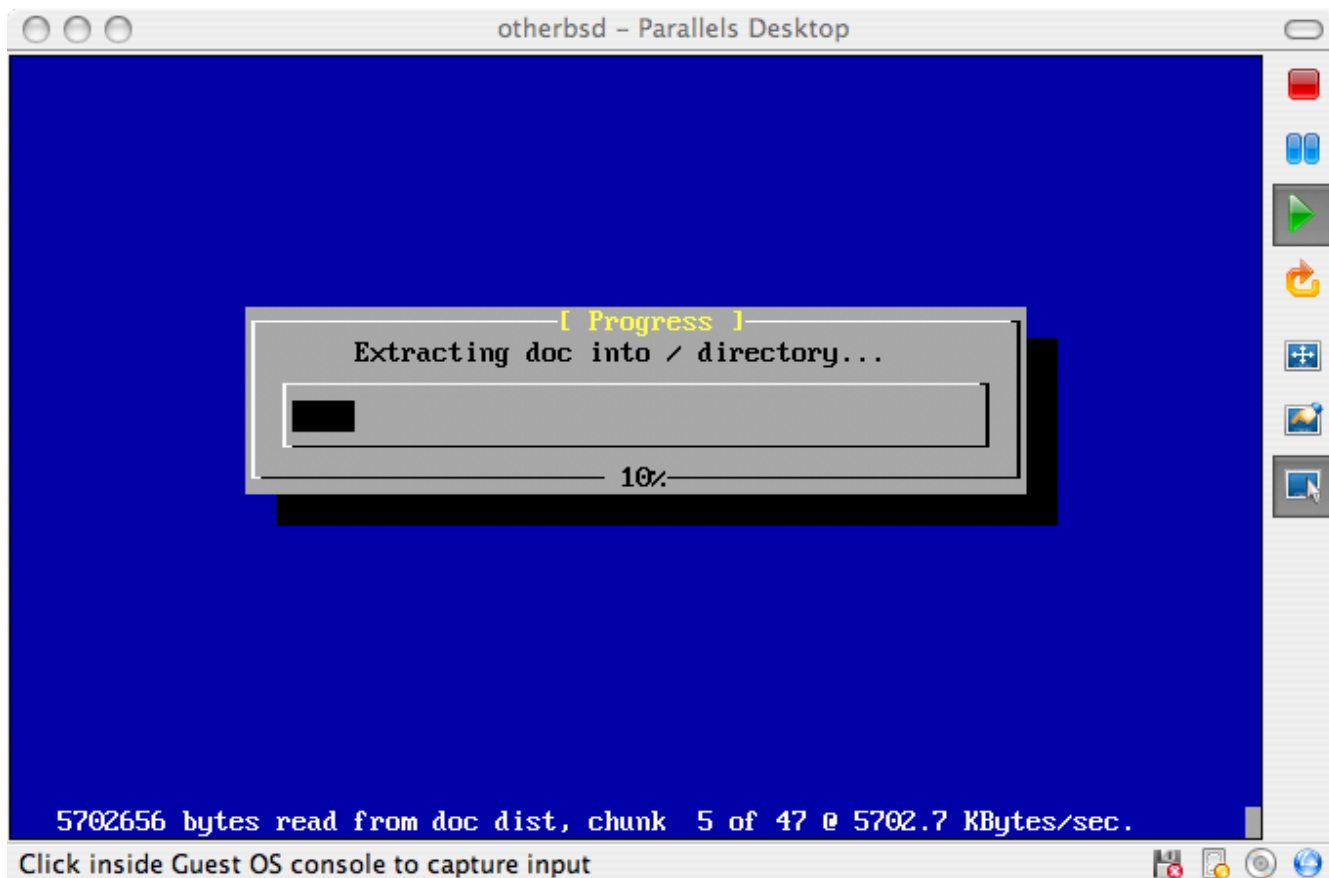 otherbsd – Parallels Desktop
[ Progress ]
Extracting doc into / directory...
10%
5702656 bytes read from doc dist, chunk  5 of 47 @ 5702.7 KBytes/sec.
Click inside Guest OS console to capture input